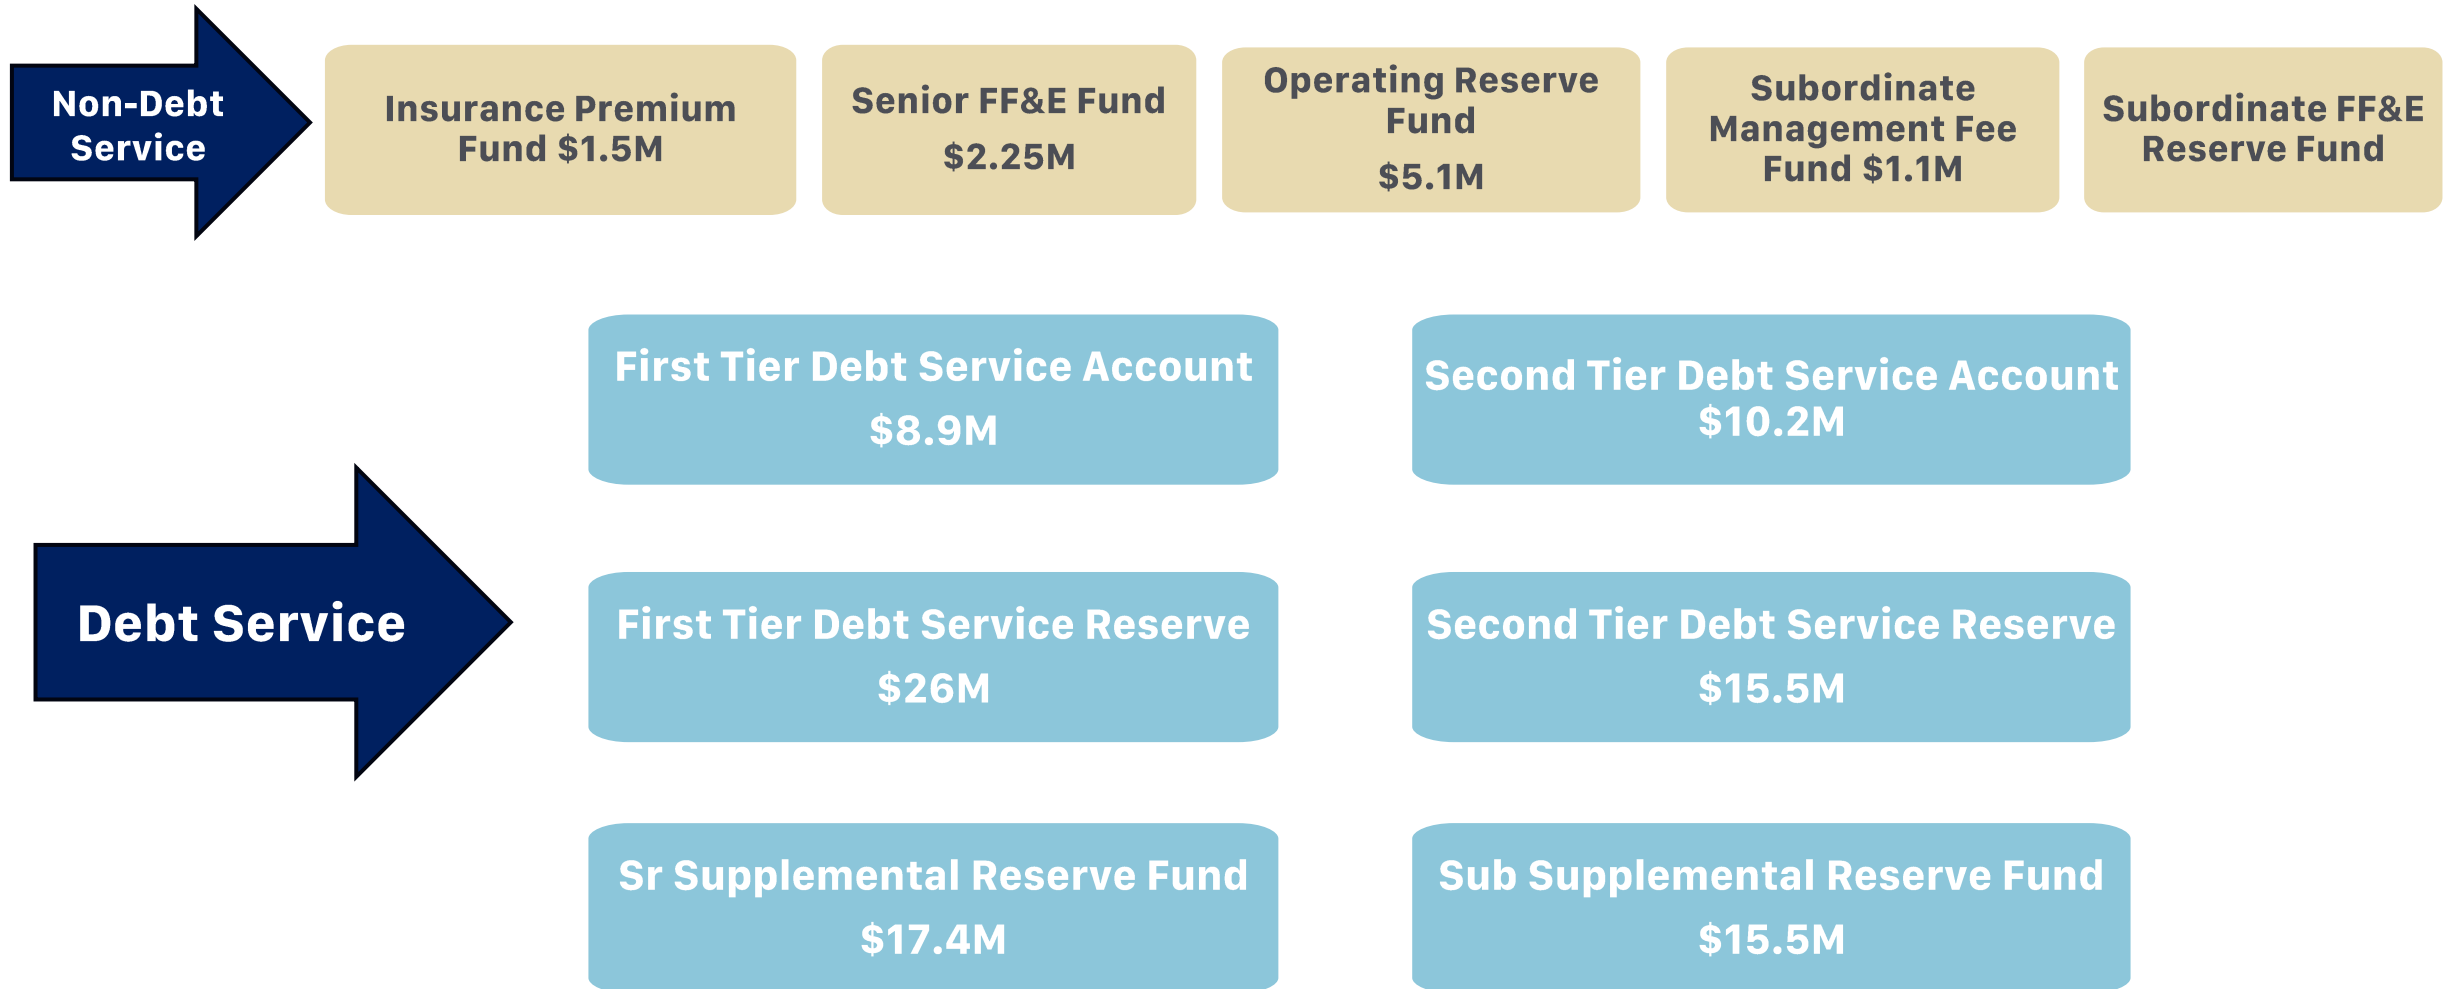 Non-Debt
Service
Insurance Premium
Fund $1.5M
Senior FF&E Fund
$2.25M
Operating Reserve
Fund
$5.1M
Subordinate
Management Fee
Fund $1.1M
Subordinate FF&E
Reserve Fund
Debt Service
First Tier Debt Service Account
$8.9M
Second Tier Debt Service Account
$10.2M
First Tier Debt Service Reserve
$26M
Second Tier Debt Service Reserve
$15.5M
Sr Supplemental Reserve Fund
$17.4M
Sub Supplemental Reserve Fund
$15.5M